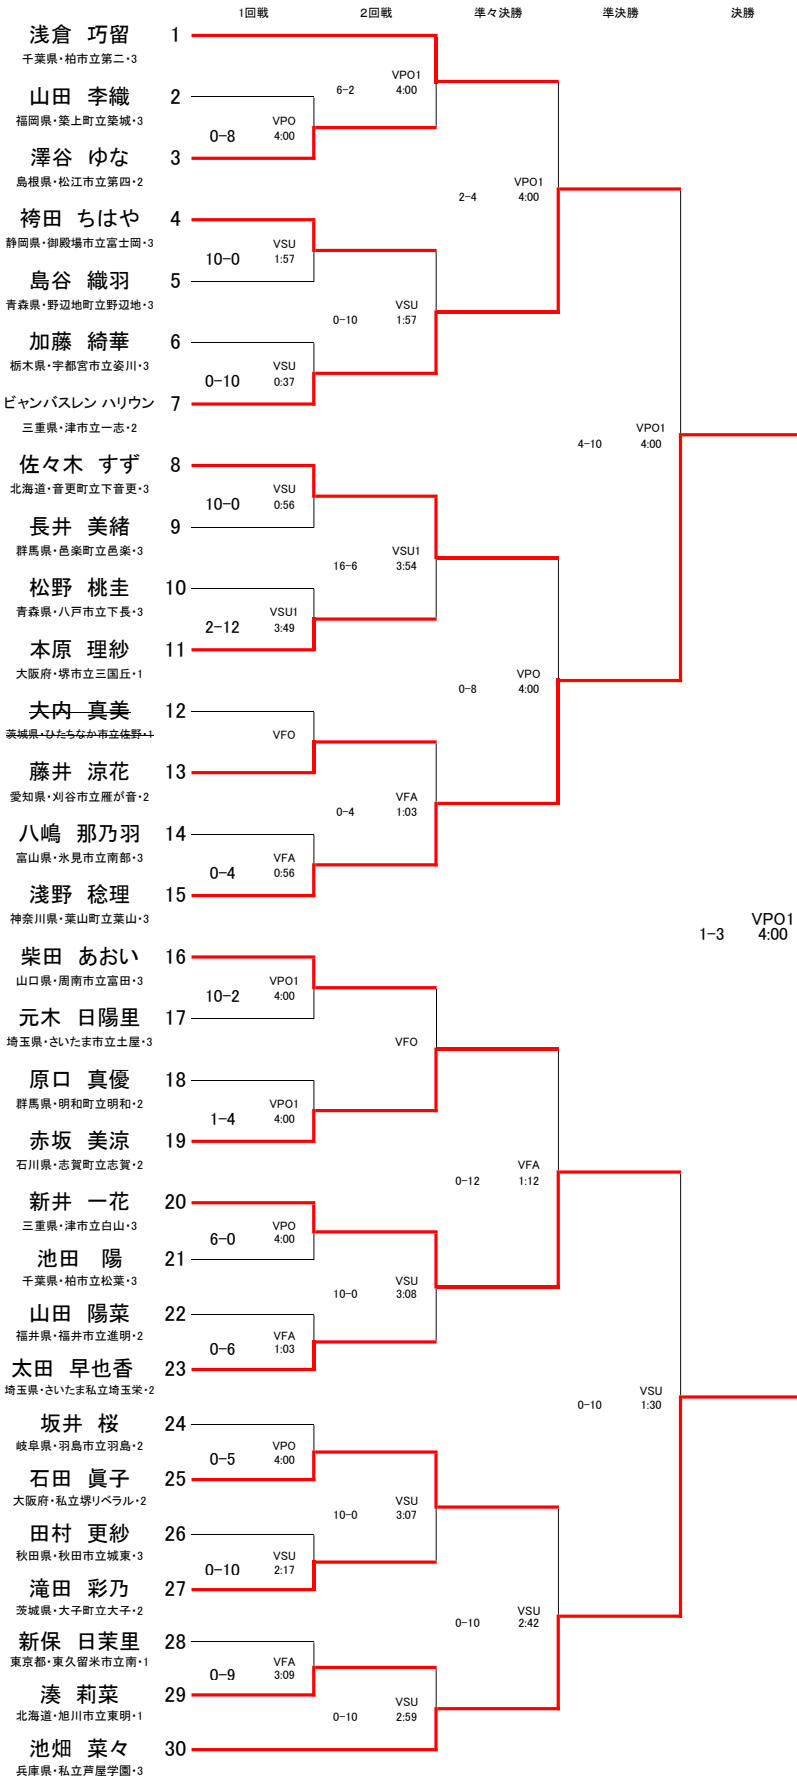 1回戦 2回戦 準々決勝 準決勝 決勝
浅倉 巧留 1
千葉県・柏市立第二・3
6-2 VPO1 4:00
山田 李織 2
福岡県・築上町立築城・3
0-8 VPO 4:00
澤谷 ゆな 3
島根県・松江市立第四・2
2-4 VPO1 4:00
袴田 ちはや 4
静岡県・御殿場市立富士岡・3
10-0 VSU 1:57
島谷 織羽 5
青森県・野辺地町立野辺地・3
0-10 VSU 1:57
加藤 綺華 6
栃木県・宇都宮市立姿川・3
0-10 VSU 0:37
ビャンバスレン ハリウン 7
三重県・津市立一志・2
4-10 VPO1 4:00
佐々木 すず 8
北海道・音更町立下音更・3
10-0 VSU 0:56
長井 美緒 9
群馬県・邑楽町立邑楽・3
16-6 VSU1 3:54
松野 桃圭 10
青森県・八戸市立下長・3
2-12 VSU1 3:49
本原 理紗 11
大阪府・堺市立三国丘・1
0-8 VPO 4:00
大内 真美 12
茨城県・ひたちなか市立佐野・1
VFO
藤井 涼花 13
愛知県・刈谷市立雁が音・2
0-4 VFA 1:03
八嶋 那乃羽 14
富山県・氷見市立南部・3
0-4 VFA 0:56
淺野 稔理 15
神奈川県・葉山町立葉山・3
1-3 VPO1 4:00
柴田 あおい 16
山口県・周南市立富田・3
10-2 VPO1 4:00
元木 日陽里 17
埼玉県・さいたま市立土屋・3
VFO
原口 真優 18
群馬県・明和町立明和・2
1-4 VPO1 4:00
赤坂 美涼 19
石川県・志賀町立志賀・2
0-12 VFA 1:12
新井 一花 20
三重県・津市立白山・3
6-0 VPO 4:00
池田 陽 21
千葉県・柏市立松葉・3
10-0 VSU 3:08
山田 陽菜 22
福井県・福井市立進明・2
0-6 VFA 1:03
太田 早也香 23
埼玉県・さいたま私立埼玉栄・2
0-10 VSU 1:30
坂井 桜 24
岐阜県・羽島市立羽島・2
0-5 VPO 4:00
石田 眞子 25
大阪府・私立堺リベラル・2
10-0 VSU 3:07
田村 更紗 26
秋田県・秋田市立城東・3
0-10 VSU 2:17
滝田 彩乃 27
茨城県・大子町立大子・2
0-10 VSU 2:42
新保 日茉里 28
東京都・東久留米市立南・1
0-9 VFA 3:09
湊 莉菜 29
北海道・旭川市立東明・1
0-10 VSU 2:59
池畑 菜々 30
兵庫県・私立芦屋学園・3